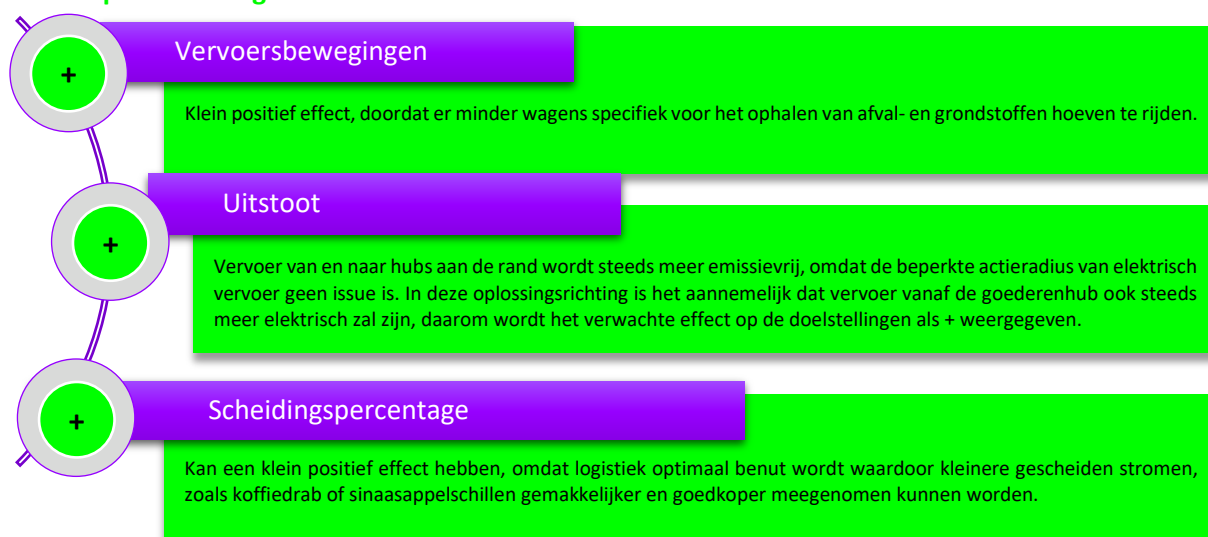 +
Vervoersbewegingen
Klein positief effect, doordat er minder wagens specifiek voor het ophalen van afval- en grondstoffen hoeven te rijden.
+
Uitstoot
Vervoer van en naar hubs aan de rand wordt steeds meer emissievrij, omdat de beperkte actieradius van elektrisch
vervoer geen issue is. In deze oplossingsrichting is het aannemelijk dat vervoer vanaf de goederenhub ook steeds
meer elektrisch zal zijn, daarom wordt het verwachte effect op de doelstellingen als + weergegeven.
+
Scheidingspercentage
Kan een klein positief effect hebben, omdat logistiek optimaal benut wordt waardoor kleinere gescheiden stromen,
zoals koffiedrab of sinaasappelschillen gemakkelijker en goedkoper meegenomen kunnen worden.